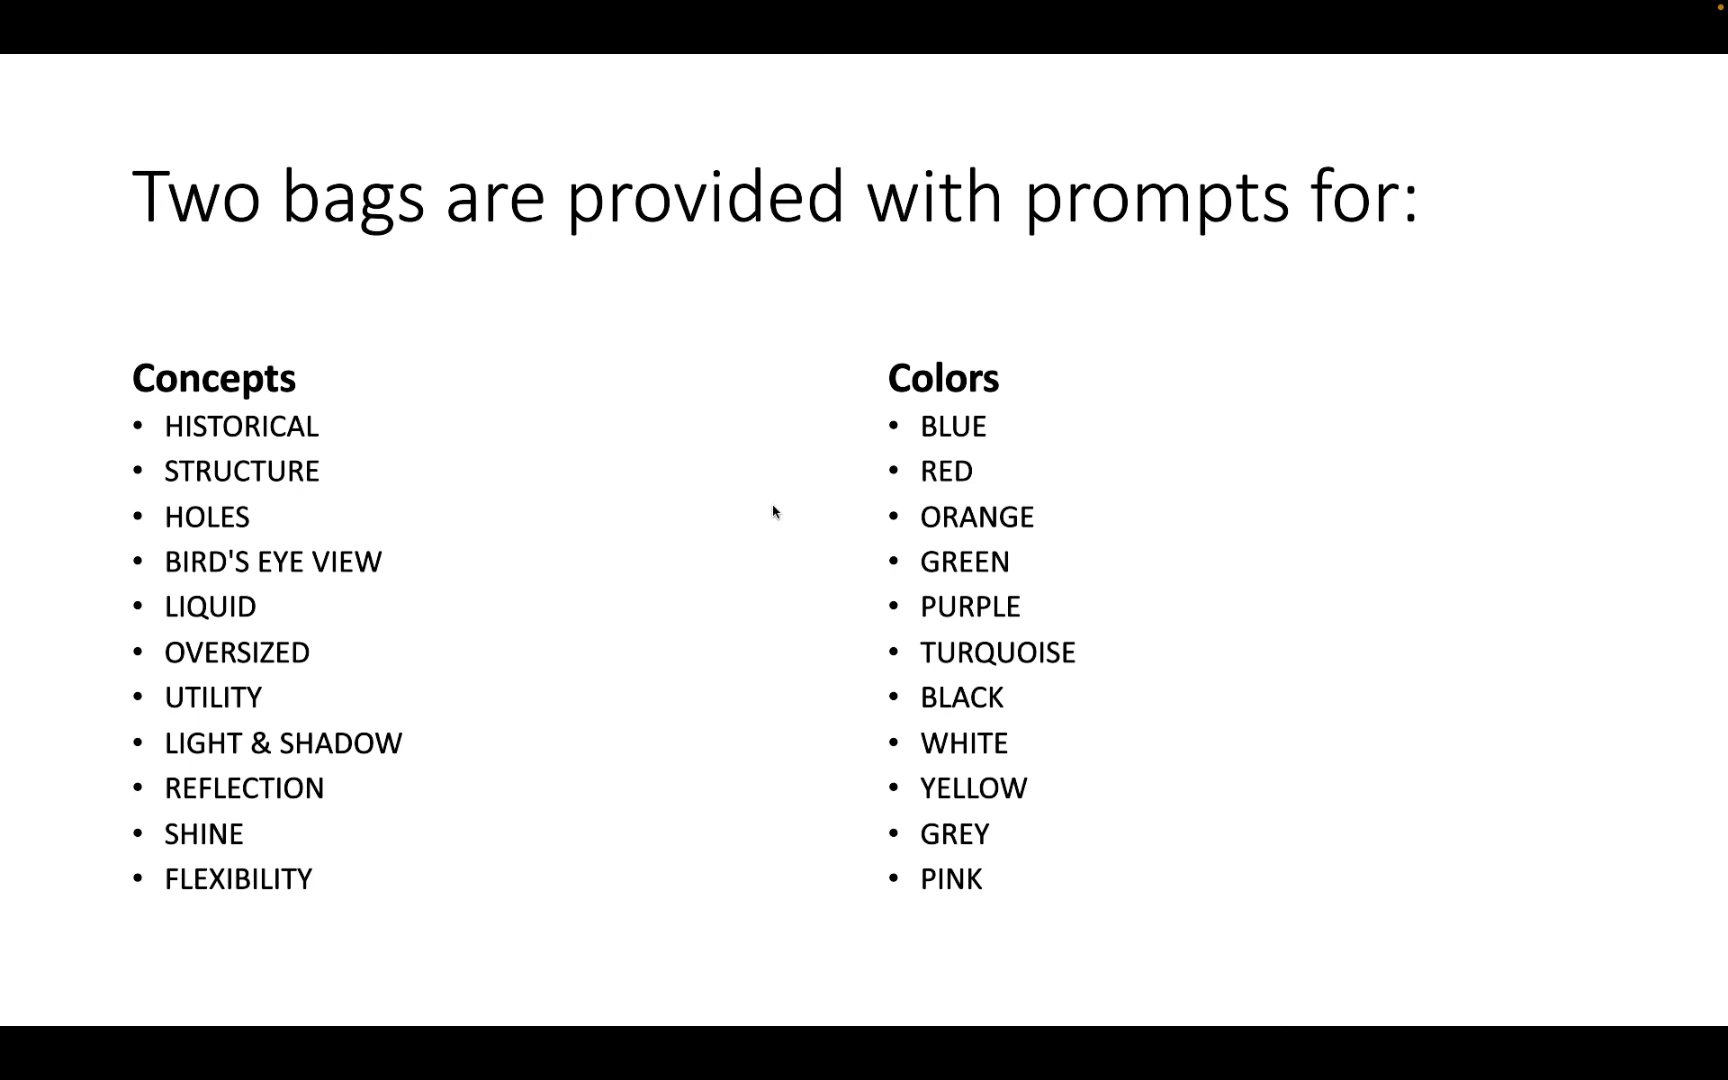 Two bags are provided with prompts for:
Concepts
• HISTORICAL
• STRUCTURE
• HOLES
• BIRD'S EYE VIEW
• LIQUID
• OVERSIZED
• UTILITY
• LIGHT & SHADOW
• REFLECTION
• SHINE
• FLEXIBILITY
Colors
• BLUE
• RED
• ORANGE
• GREEN
• PURPLE
• TURQUOISE
• BLACK
• WHITE
• YELLOW
• GREY
• PINK